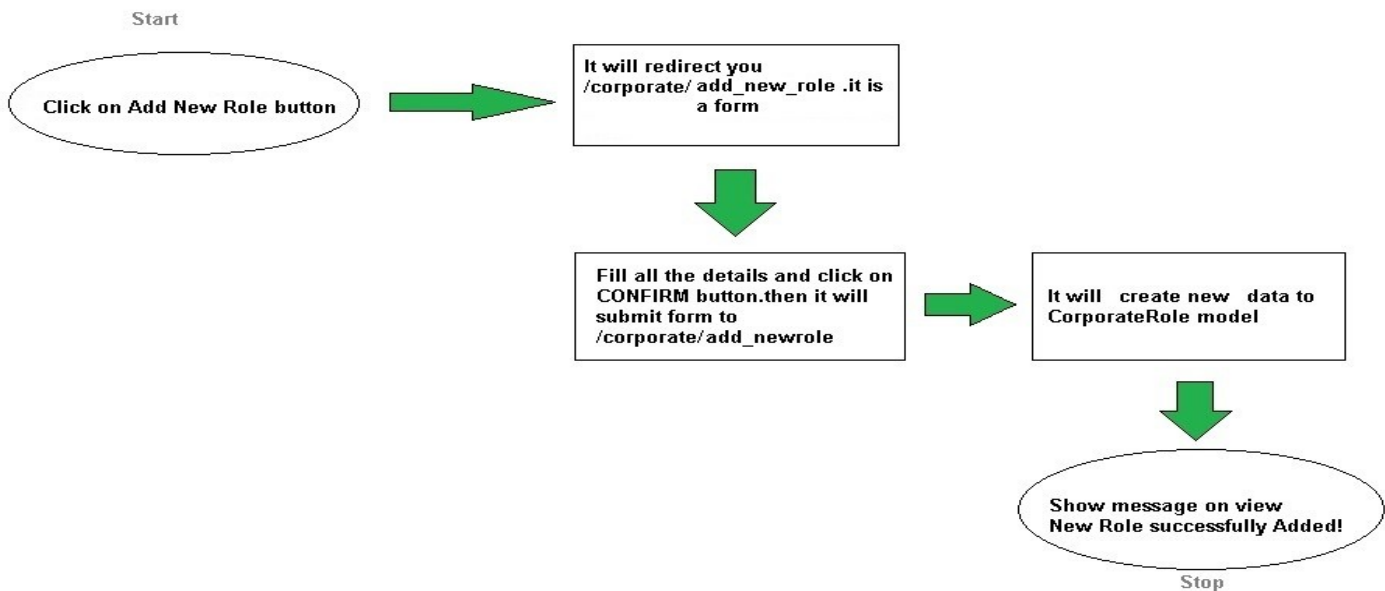 Start
Click on Add New Role button
It will redirect you
/corporate/ add_new_role .it is
a form
Fill all the details and click on
CONFIRM button.then it will
submit form to
/corporate/add_newrole
It will create new data to
CorporateRole model
Show message on view
New Role successfully Added!
Stop